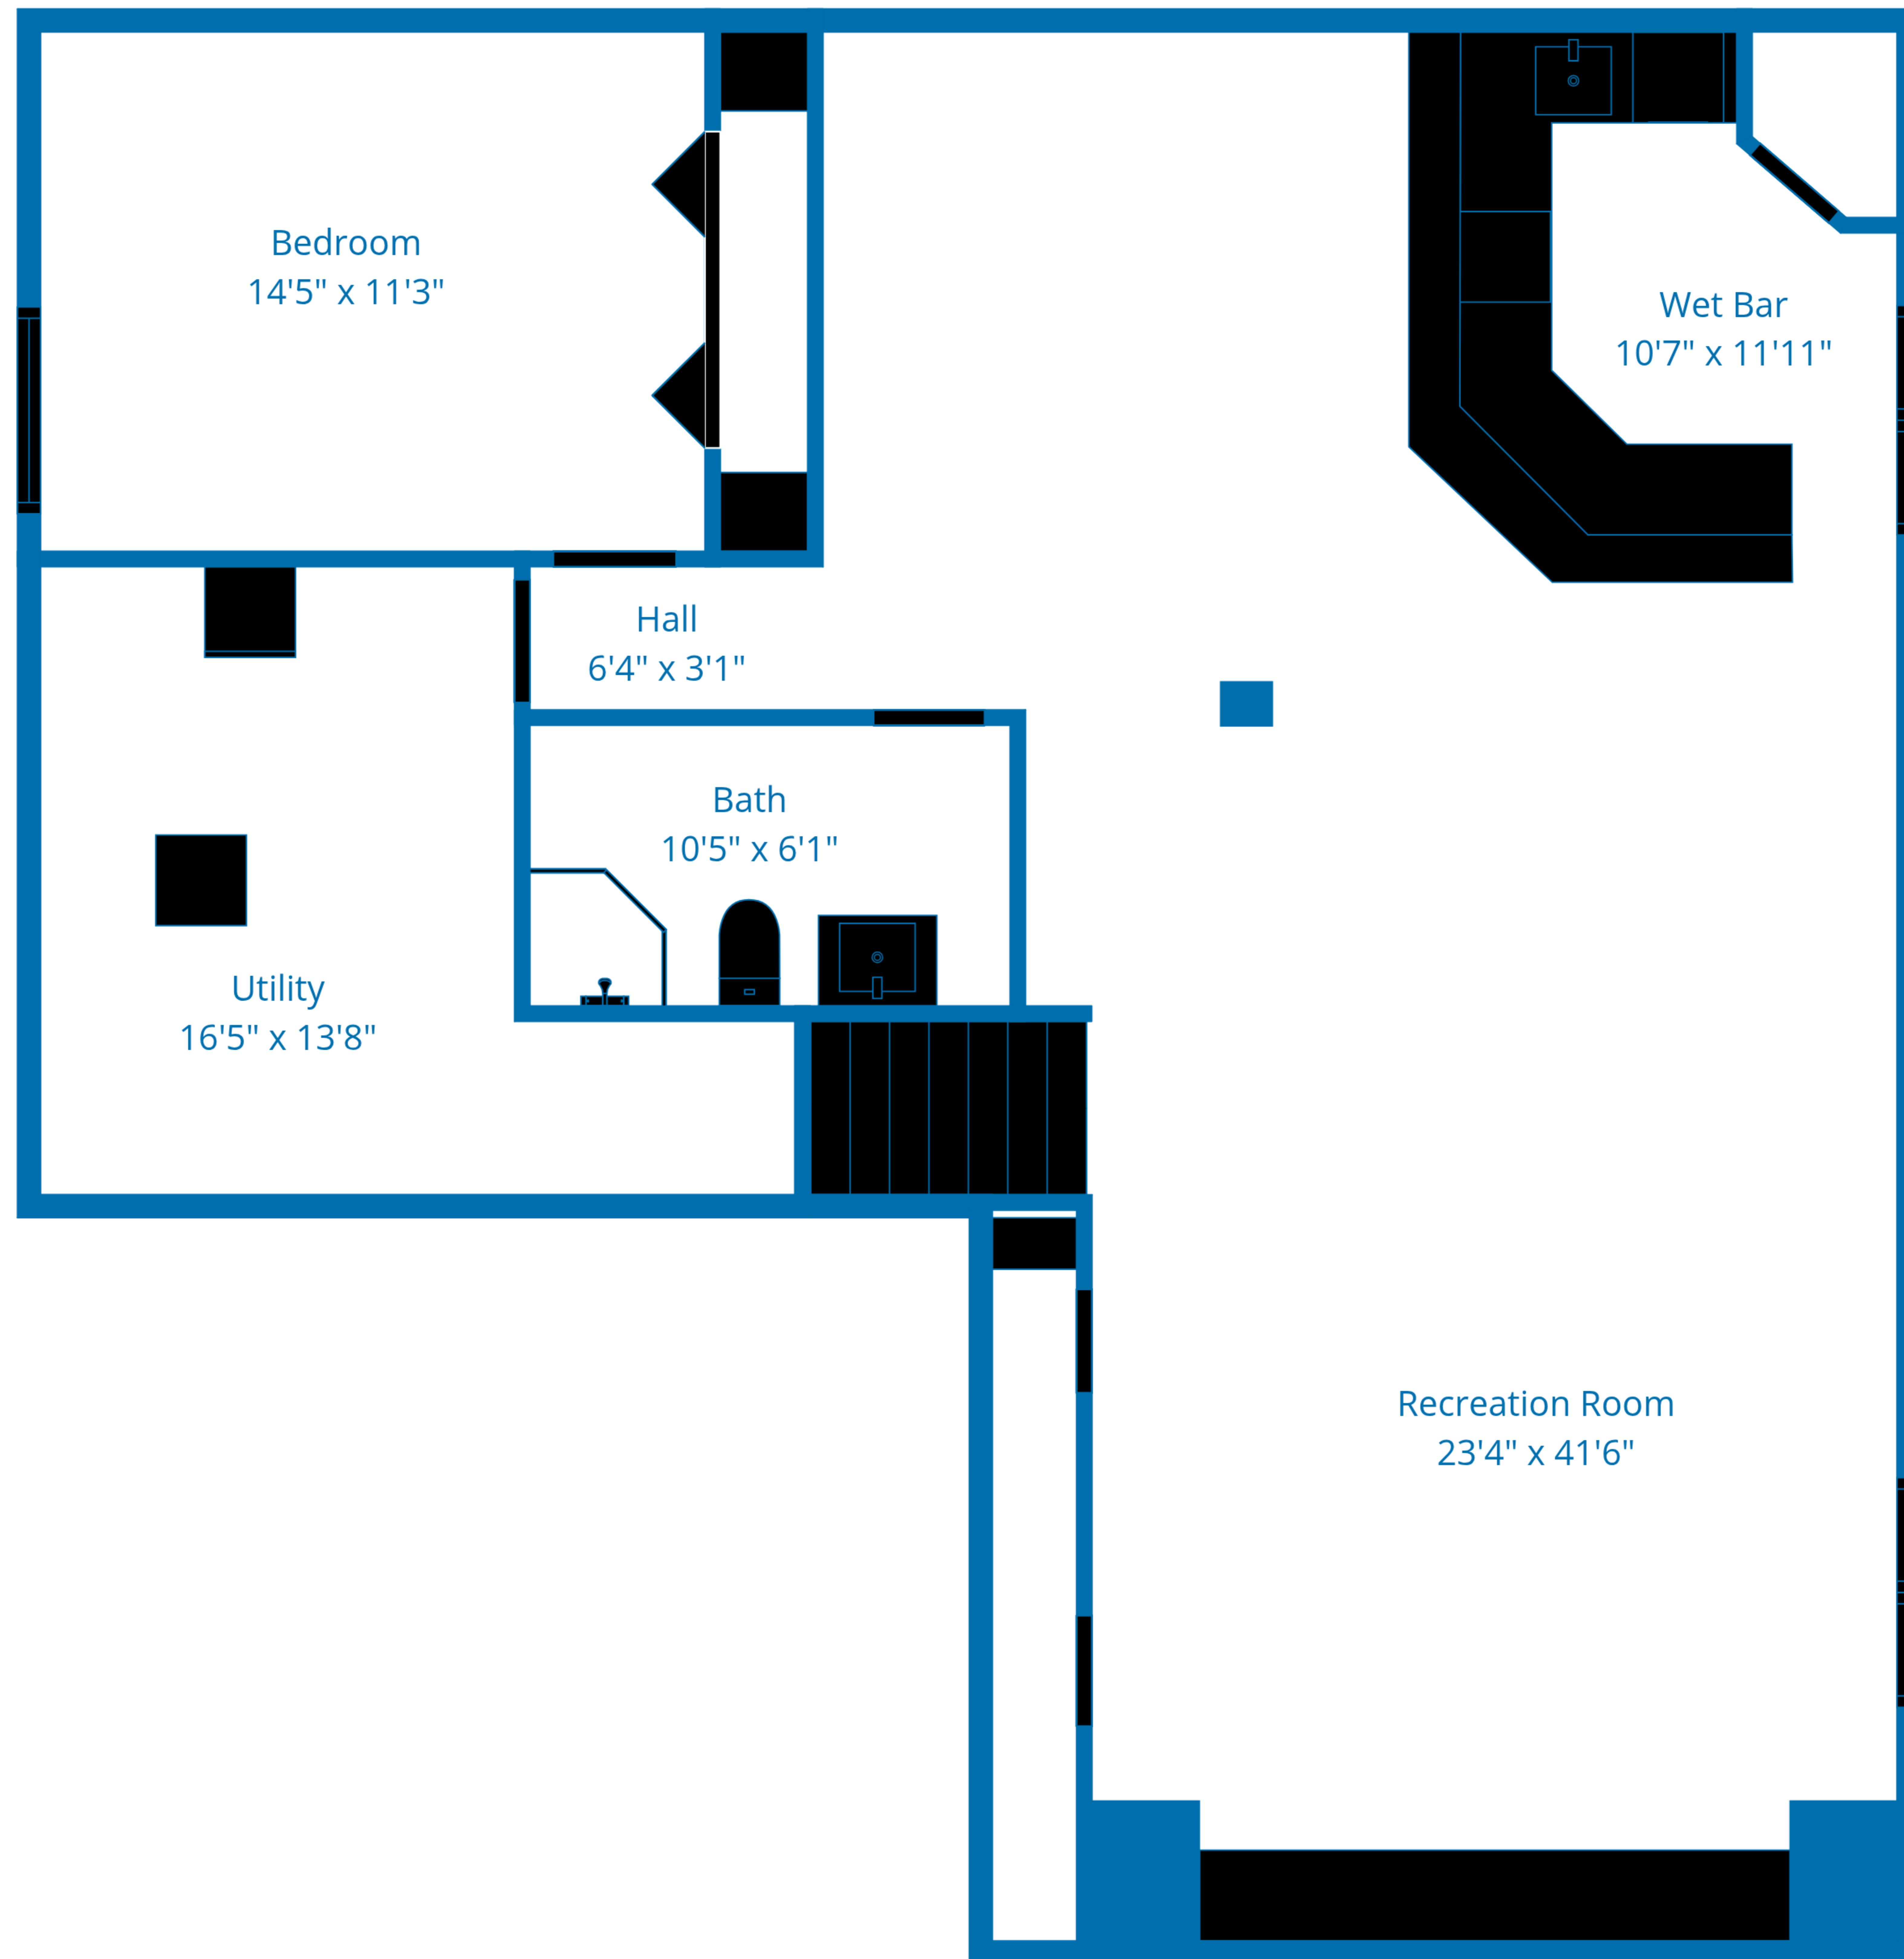 Bedroom
14'5" x 11'3"
Wet Bar
10'7" x 11'11"
Hall
6'4" x 3'1"
Bath
10'5" x 6'1"
Utility
16'5" x 13'8"
Recreation Room
23'4" x 41'6"